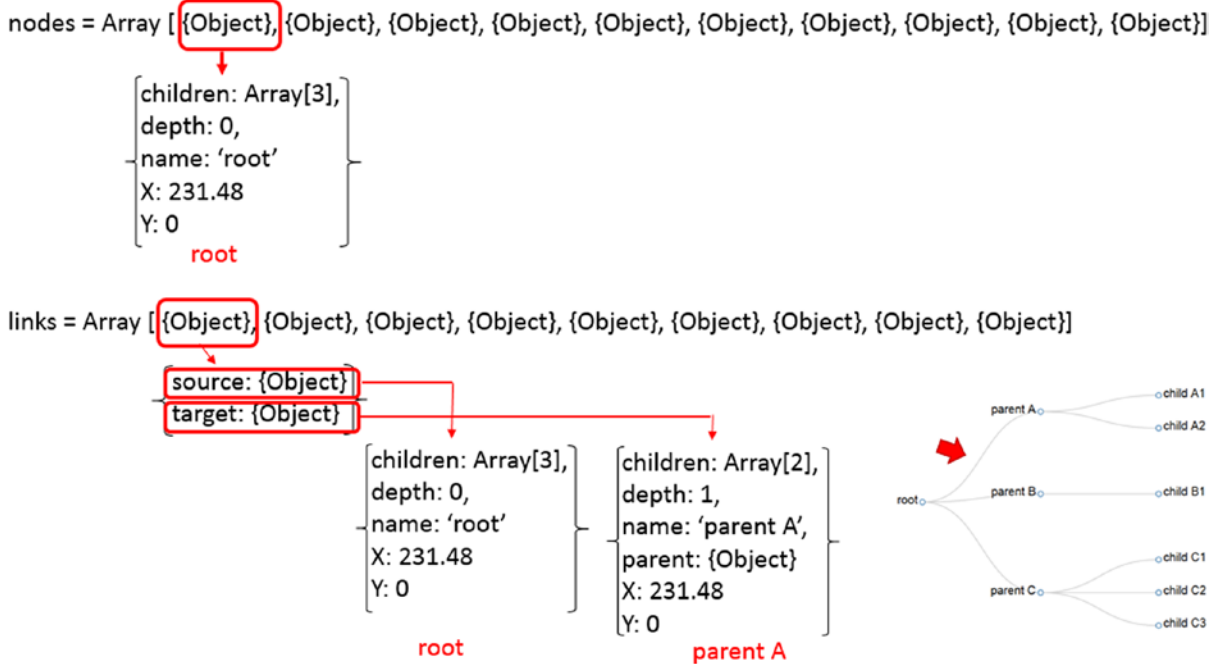 nodes = Array [ {Object}, {Object}, {Object}, {Object}, {Object}, {Object}, {Object}, {Object}, {Object}, {Object}]
children: Array[3],
depth: 0,
name: ‘root’
X: 231.48
Y: 0
root
links = Array [ {Object}, {Object}, {Object}, {Object}, {Object}, {Object}, {Object}, {Object}, {Object}]
source: {Object}
target: {Object}
children: Array[3],
depth: 0,
name: ‘root’
X: 231.48
Y: 0
root
children: Array[2],
depth: 1,
name: ‘parent A’,
parent: {Object}
X: 231.48
Y: 0
parent A
child A1
parent A
child A2
root
parent B
child B1
child C1
parent C
child C2
child C3